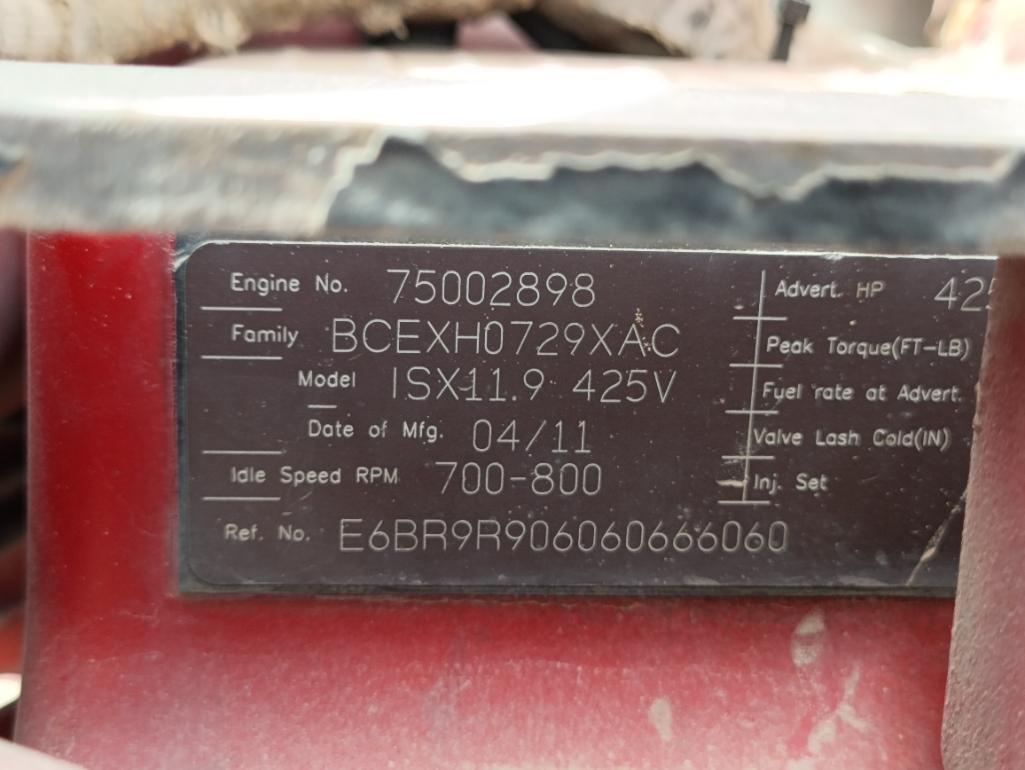 Engine No. 75002898
Family BCEXH0729XAC
Model ISX11.9 425V
Date of Mfg. 04/11
Idle Speed RPM 700-800
Ref. No. E6BR9R906060666060
Advert. HP 425
Peak Torque(FT-LB)
Fuel rate at Advert.
Valve Lash Cold(IN)
Inj. Set